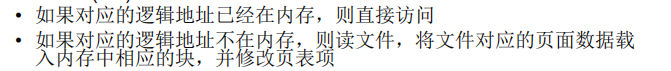 • 如果对应的逻辑地址已经在内存，则直接访问
• 如果对应的逻辑地址不在内存，则读文件，将文件对应的页面数据载
入内存中相应的块，并修改页表项